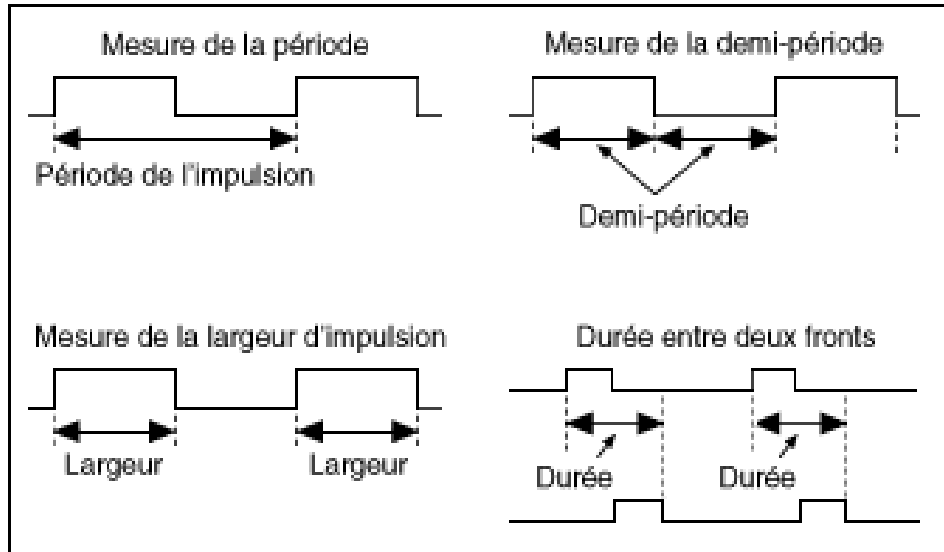 Mesure de la période
Période de l'impulsion
Mesure de la demi-période
Demi-période
Mesure de la largeur d'impulsion
Largeur
Largeur
Durée entre deux fronts
Durée
Durée